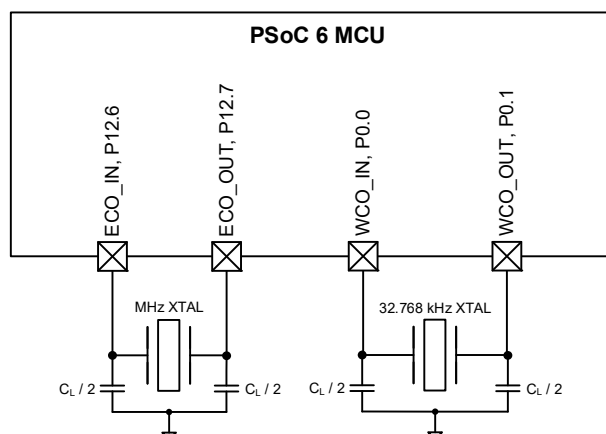 PSoC 6 MCU
ECO_IN, P12.6
ECO_OUT, P12.7
WCO_IN, P0.0
WCO_OUT, P0.1
MHz XTAL
32.768 kHz XTAL
CL / 2
CL / 2
CL / 2
CL / 2